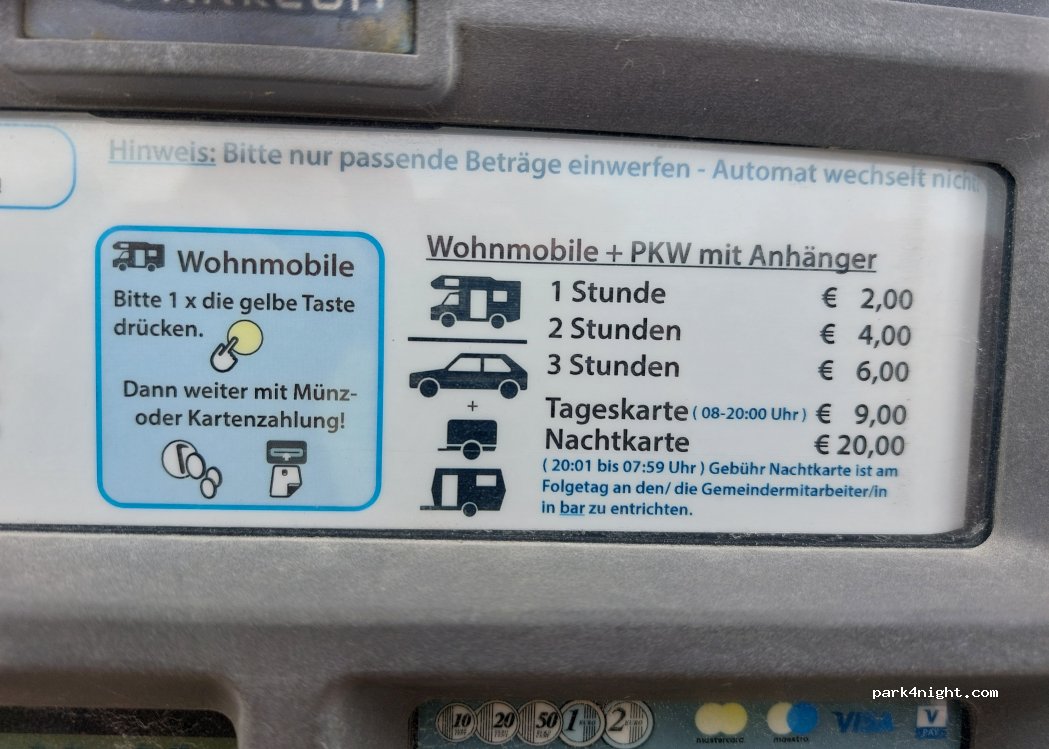 PARKEON
Hinweis: Bitte nur passende Beträge einwerfen - Automat wechselt nicht!
Wohnmobile
Bitte 1 x die gelbe Taste
drücken.
Dann weiter mit Münz-
oder Kartenzahlung!
Wohnmobile + PKW mit Anhänger
1 Stunde € 2,00
2 Stunden € 4,00
3 Stunden € 6,00
+
Tageskarte ( 08-20:00 Uhr ) € 9,00
Nachtkarte € 20,00
( 20:01 bis 07:59 Uhr ) Gebühr Nachtkarte ist am
Folgetag an den/ die Gemeindermitarbeiter/in
in bar zu entrichten.
park4night.com
10 20 50 1 2
mastercard maestro VISA V PAY